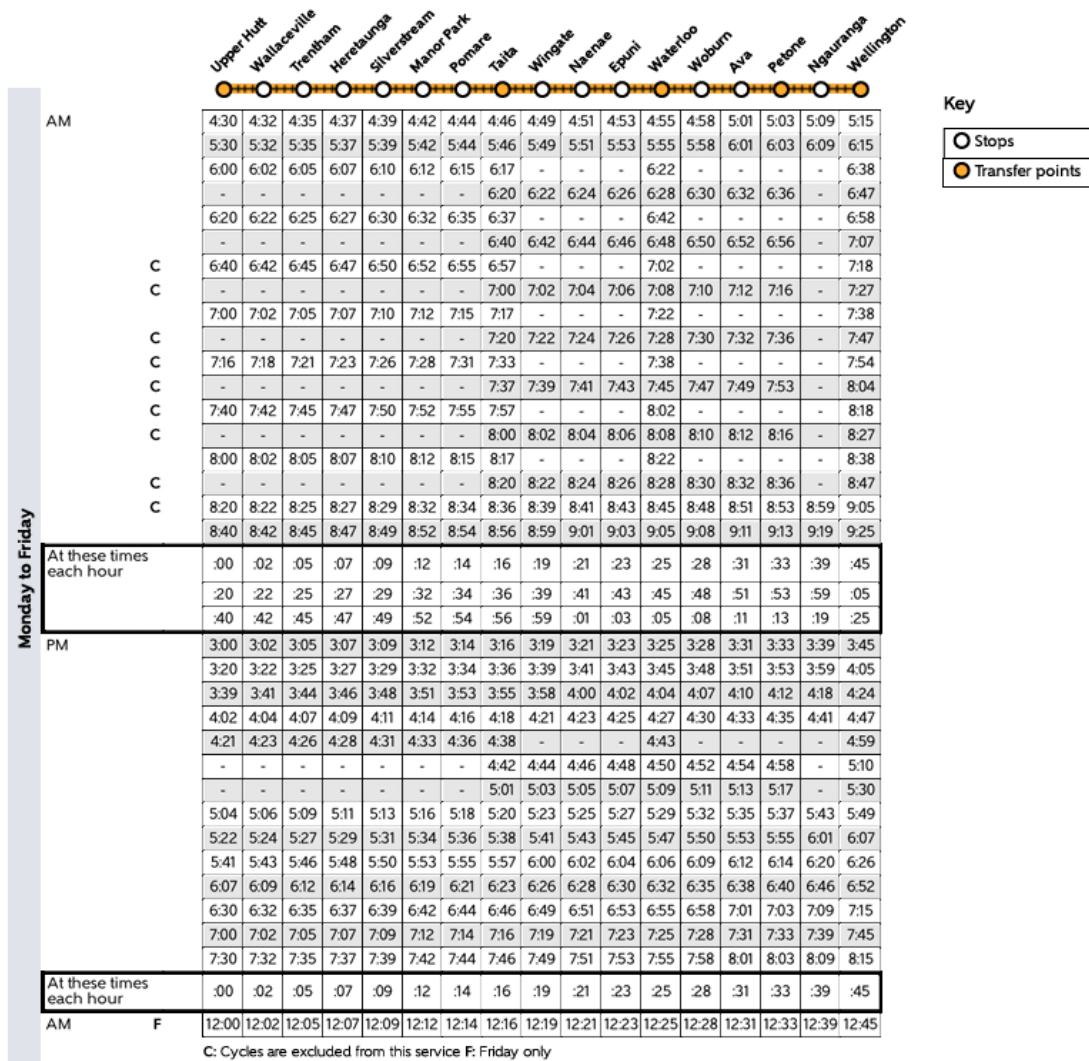 Upper Hutt Wallaceville Trentham Heretaunga Silverstream Manor Park Pomare Taita Wingate Naenae Epuni Waterloo Woburn Ava Petone Ngauranga Wellington
Key
Stops
Transfer points
Monday to Friday
AM 4:30 4:32 4:35 4:37 4:39 4:42 4:44 4:46 4:49 4:51 4:53 4:55 4:58 5:01 5:03 5:09 5:15
5:30 5:32 5:35 5:37 5:39 5:42 5:44 5:46 5:49 5:51 5:53 5:55 5:58 6:01 6:03 6:09 6:15
6:00 6:02 6:05 6:07 6:10 6:12 6:15 6:17 - - - 6:22 - - - - 6:38
- - - - - - - 6:20 6:22 6:24 6:26 6:28 6:30 6:32 6:36 - 6:47
6:20 6:22 6:25 6:27 6:30 6:32 6:35 6:37 - - - 6:42 - - - - 6:58
- - - - - - - 6:40 6:42 6:44 6:46 6:48 6:50 6:52 6:56 - 7:07
C 6:40 6:42 6:45 6:47 6:50 6:52 6:55 6:57 - - - 7:02 - - - - 7:18
C - - - - - - - 7:00 7:02 7:04 7:06 7:08 7:10 7:12 7:16 - 7:27
7:00 7:02 7:05 7:07 7:10 7:12 7:15 7:17 - - - 7:22 - - - - 7:38
C - - - - - - - 7:20 7:22 7:24 7:26 7:28 7:30 7:32 7:36 - 7:47
C 7:16 7:18 7:21 7:23 7:26 7:28 7:31 7:33 - - - 7:38 - - - - 7:54
C - - - - - - - 7:37 7:39 7:41 7:43 7:45 7:47 7:49 7:53 - 8:04
C 7:40 7:42 7:45 7:47 7:50 7:52 7:55 7:57 - - - 8:02 - - - - 8:18
C - - - - - - - 8:00 8:02 8:04 8:06 8:08 8:10 8:12 8:16 - 8:27
8:00 8:02 8:05 8:07 8:10 8:12 8:15 8:17 - - - 8:22 - - - - 8:38
C - - - - - - - 8:20 8:22 8:24 8:26 8:28 8:30 8:32 8:36 - 8:47
C 8:20 8:22 8:25 8:27 8:29 8:32 8:34 8:36 8:39 8:41 8:43 8:45 8:48 8:51 8:53 8:59 9:05
8:40 8:42 8:45 8:47 8:49 8:52 8:54 8:56 8:59 9:01 9:03 9:05 9:08 9:11 9:13 9:19 9:25
At these times
each hour :00 :02 :05 :07 :09 :12 :14 :16 :19 :21 :23 :25 :28 :31 :33 :39 :45
:20 :22 :25 :27 :29 :32 :34 :36 :39 :41 :43 :45 :48 :51 :53 :59 :05
:40 :42 :45 :47 :49 :52 :54 :56 :59 :01 :03 :05 :08 :11 :13 :19 :25
PM 3:00 3:02 3:05 3:07 3:09 3:12 3:14 3:16 3:19 3:21 3:23 3:25 3:28 3:31 3:33 3:39 3:45
3:20 3:22 3:25 3:27 3:29 3:32 3:34 3:36 3:39 3:41 3:43 3:45 3:48 3:51 3:53 3:59 4:05
3:39 3:41 3:44 3:46 3:48 3:51 3:53 3:55 3:58 4:00 4:02 4:04 4:07 4:10 4:12 4:18 4:24
4:02 4:04 4:07 4:09 4:11 4:14 4:16 4:18 4:21 4:23 4:25 4:27 4:30 4:33 4:35 4:41 4:47
4:21 4:23 4:26 4:28 4:31 4:33 4:36 4:38 - - - 4:43 - - - - 4:59
- - - - - - - 4:42 4:44 4:46 4:48 4:50 4:52 4:54 4:58 - 5:10
- - - - - - - 5:01 5:03 5:05 5:07 5:09 5:11 5:13 5:17 - 5:30
5:04 5:06 5:09 5:11 5:13 5:16 5:18 5:20 5:23 5:25 5:27 5:29 5:32 5:35 5:37 5:43 5:49
5:22 5:24 5:27 5:29 5:31 5:34 5:36 5:38 5:41 5:43 5:45 5:47 5:50 5:53 5:55 6:01 6:07
5:41 5:43 5:46 5:48 5:50 5:53 5:55 5:57 6:00 6:02 6:04 6:06 6:09 6:12 6:14 6:20 6:26
6:07 6:09 6:12 6:14 6:16 6:19 6:21 6:23 6:26 6:28 6:30 6:32 6:35 6:38 6:40 6:46 6:52
6:30 6:32 6:35 6:37 6:39 6:42 6:44 6:46 6:49 6:51 6:53 6:55 6:58 7:01 7:03 7:09 7:15
7:00 7:02 7:05 7:07 7:09 7:12 7:14 7:16 7:19 7:21 7:23 7:25 7:28 7:31 7:33 7:39 7:45
7:30 7:32 7:35 7:37 7:39 7:42 7:44 7:46 7:49 7:51 7:53 7:55 7:58 8:01 8:03 8:09 8:15
At these times
each hour :00 :02 :05 :07 :09 :12 :14 :16 :19 :21 :23 :25 :28 :31 :33 :39 :45
AM F 12:00 12:02 12:05 12:07 12:09 12:12 12:14 12:16 12:19 12:21 12:23 12:25 12:28 12:31 12:33 12:39 12:45
C: Cycles are excluded from this service F: Friday only